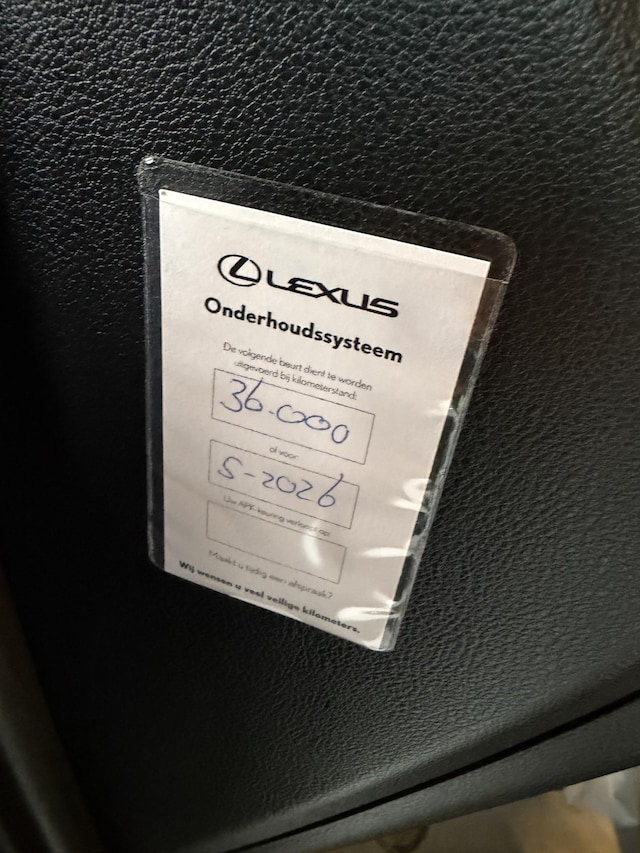 LEXUS
Onderhoudssysteem
De volgende beurt dient te worden
uitgevoerd bij kilometerstand:
36.000
of voor
5-2026
Uw APK keuring verloopt op:
Maakt u tijdig een afspraak?
Wij wensen u veel veilige kilometers.